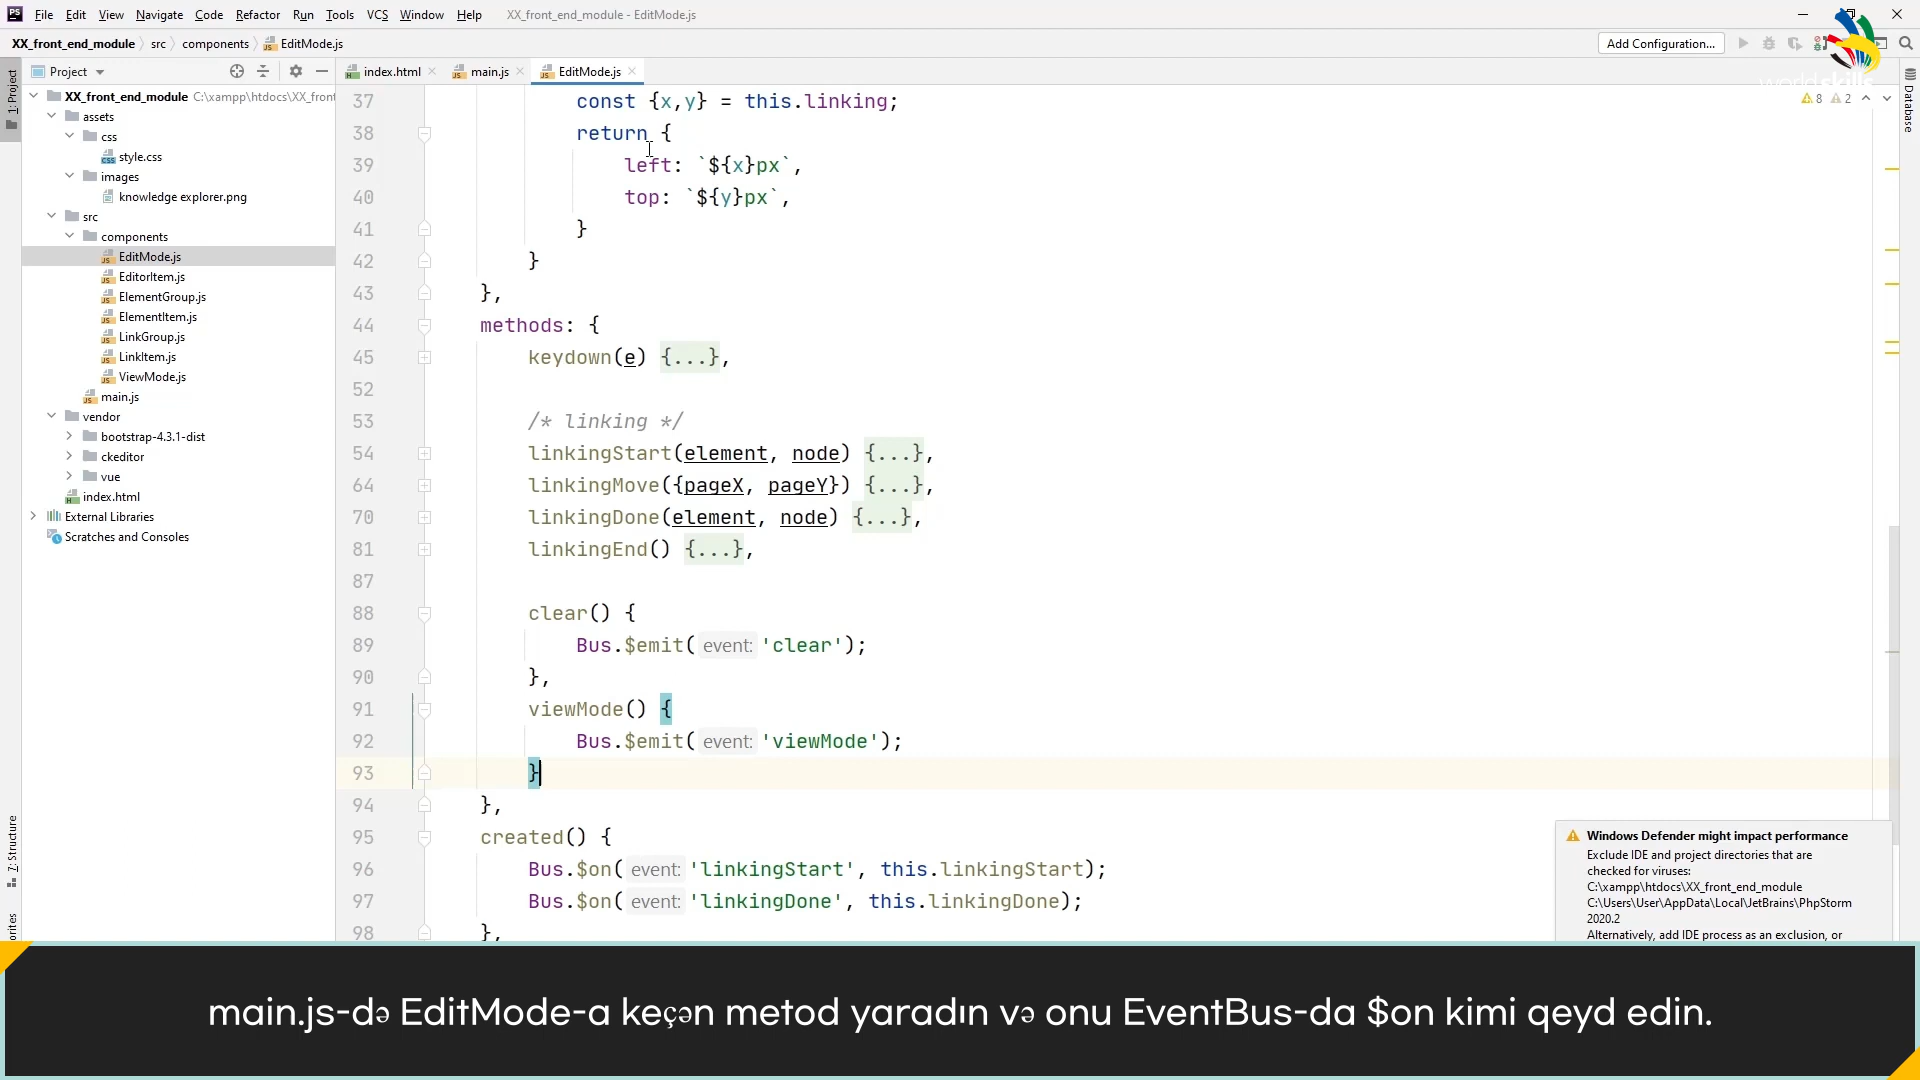 File Edit View Navigate Code Refactor Run Tools VCS Window Help XX_front_end_module - EditMode.js
XX_front_end_module src components EditMode.js
Add Configuration...
world skills
Project
index.html main.js EditMode.js
1: Project
XX_front_end_module C:\xampp\htdocs\XX_front
assets
css
style.css
images
knowledge explorer.png
src
components
EditMode.js
EditorItem.js
ElementGroup.js
ElementItem.js
LinkGroup.js
LinkItem.js
ViewMode.js
main.js
vendor
bootstrap-4.3.1-dist
ckeditor
vue
index.html
External Libraries
Scratches and Consoles
7: Structure
8 2
Database
37 const {x,y} = this.linking;
38 return {
39 left: `${x}px`,
40 top: `${y}px`,
41 }
42 }
43 },
44 methods: {
45 keydown(e) {...},
52
53 /* linking */
54 linkingStart(element, node) {...},
64 linkingMove({pageX, pageY}) {...},
70 linkingDone(element, node) {...},
81 linkingEnd() {...},
87
88 clear() {
89 Bus.$emit( event: 'clear');
90 },
91 viewMode() {
92 Bus.$emit( event: 'viewMode');
93 }
94 },
95 created() {
96 Bus.$on( event: 'linkingStart', this.linkingStart);
97 Bus.$on( event: 'linkingDone', this.linkingDone);
98 },
Windows Defender might impact performance
Exclude IDE and project directories that are
checked for viruses:
C:\xampp\htdocs\XX_front_end_module
C:\Users\User\AppData\Local\JetBrains\PhpStorm
2020.2
Alternatively, add IDE process as an exclusion, or
main.js-də EditMode-a keçən metod yaradın və onu EventBus-da $on kimi qeyd edin.